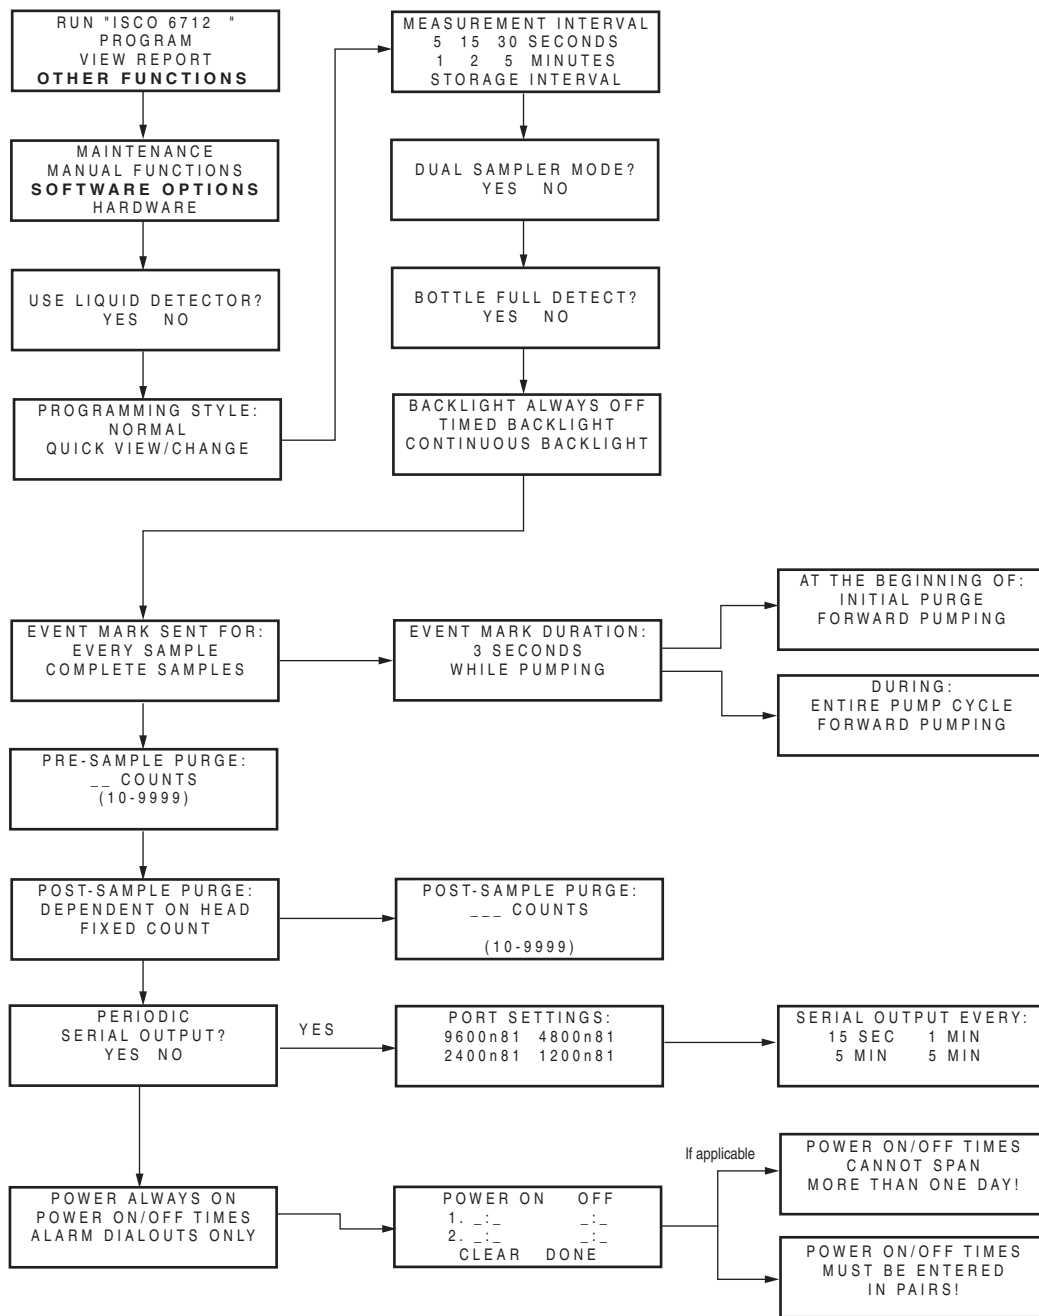 RUN "ISCO 6712 "
PROGRAM
VIEW REPORT
OTHER FUNCTIONS
MAINTENANCE
MANUAL FUNCTIONS
SOFTWARE OPTIONS
HARDWARE
USE LIQUID DETECTOR?
YES NO
PROGRAMMING STYLE:
NORMAL
QUICK VIEW/CHANGE
MEASUREMENT INTERVAL
5 15 30 SECONDS
1 2 5 MINUTES
STORAGE INTERVAL
DUAL SAMPLER MODE?
YES NO
BOTTLE FULL DETECT?
YES NO
BACKLIGHT ALWAYS OFF
TIMED BACKLIGHT
CONTINUOUS BACKLIGHT
EVENT MARK SENT FOR:
EVERY SAMPLE
COMPLETE SAMPLES
EVENT MARK DURATION:
3 SECONDS
WHILE PUMPING
AT THE BEGINNING OF:
INITIAL PURGE
FORWARD PUMPING
DURING:
ENTIRE PUMP CYCLE
FORWARD PUMPING
PRE-SAMPLE PURGE:
__ COUNTS
(10-9999)
POST-SAMPLE PURGE:
DEPENDENT ON HEAD
FIXED COUNT
POST-SAMPLE PURGE:
___ COUNTS
(10-9999)
PERIODIC
SERIAL OUTPUT?
YES NO
YES
PORT SETTINGS:
9600n81 4800n81
2400n81 1200n81
SERIAL OUTPUT EVERY:
15 SEC 1 MIN
5 MIN 5 MIN
POWER ALWAYS ON
POWER ON/OFF TIMES
ALARM DIALOUTS ONLY
POWER ON OFF
1. _:_ _:_
2. _:_ _:_
CLEAR DONE
If applicable
POWER ON/OFF TIMES
CANNOT SPAN
MORE THAN ONE DAY!
POWER ON/OFF TIMES
MUST BE ENTERED
IN PAIRS!